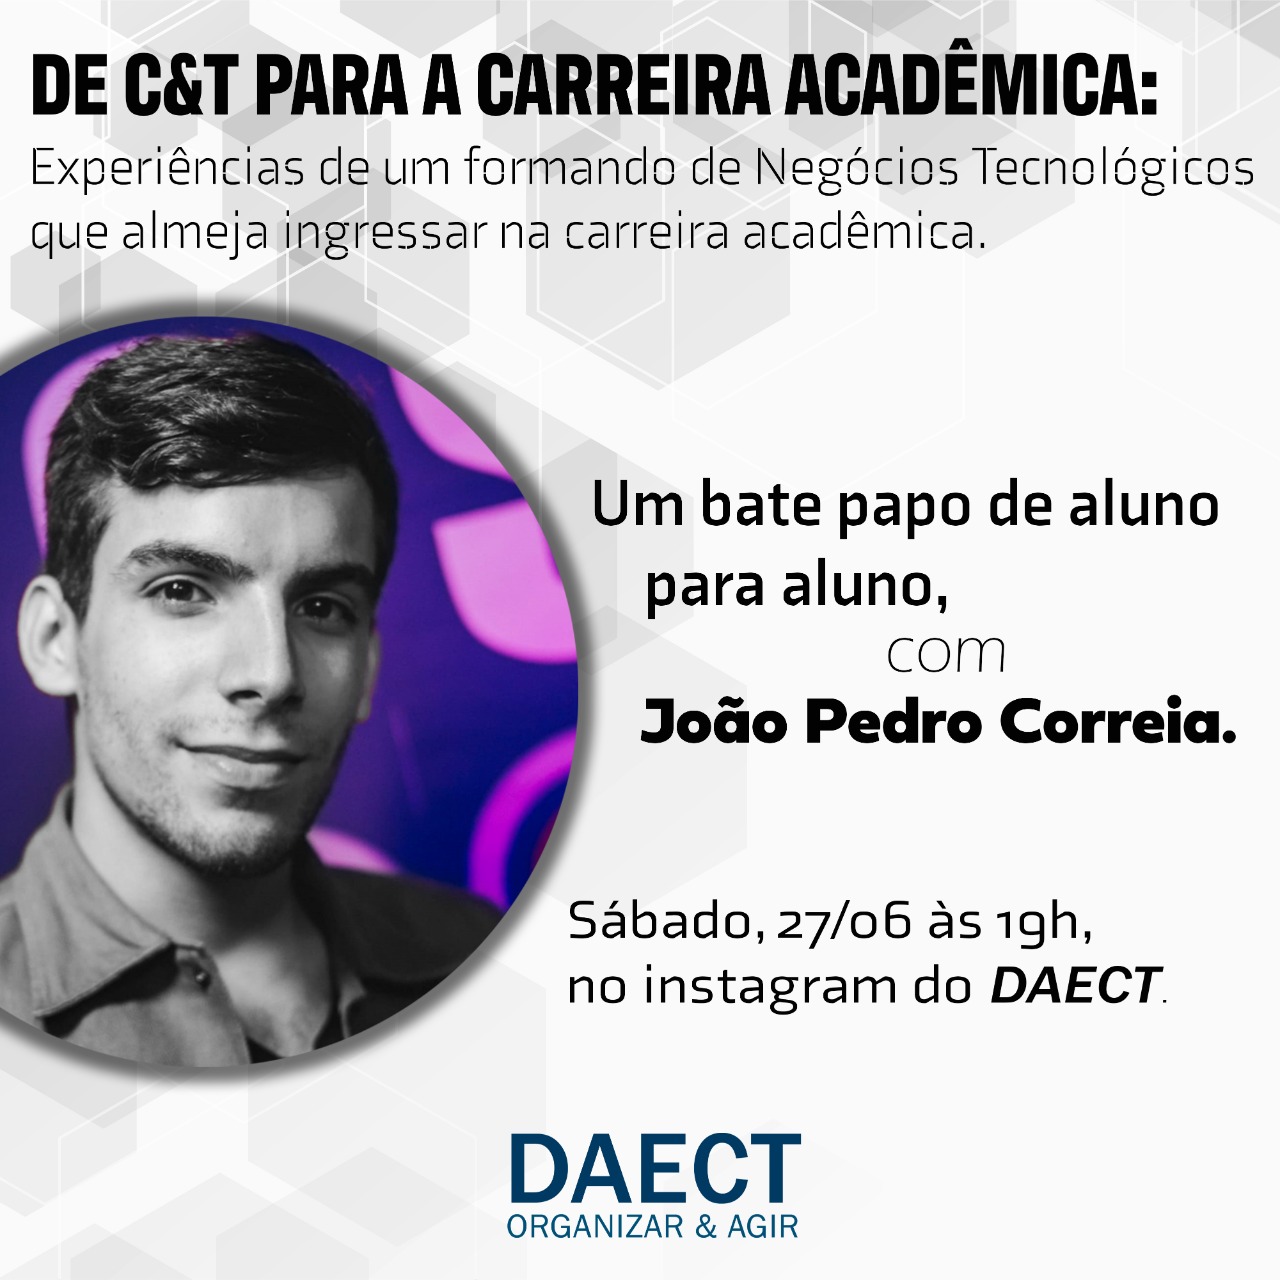 DE C&T PARA A CARREIRA ACADÊMICA:
Experiências de um formando de Negócios Tecnológicos
que almeja ingressar na carreira acadêmica.
Um bate papo de aluno
para aluno,
com
João Pedro Correia.
Sábado, 27/06 às 19h,
no instagram do DAECT.
DAECT
ORGANIZAR & AGIR